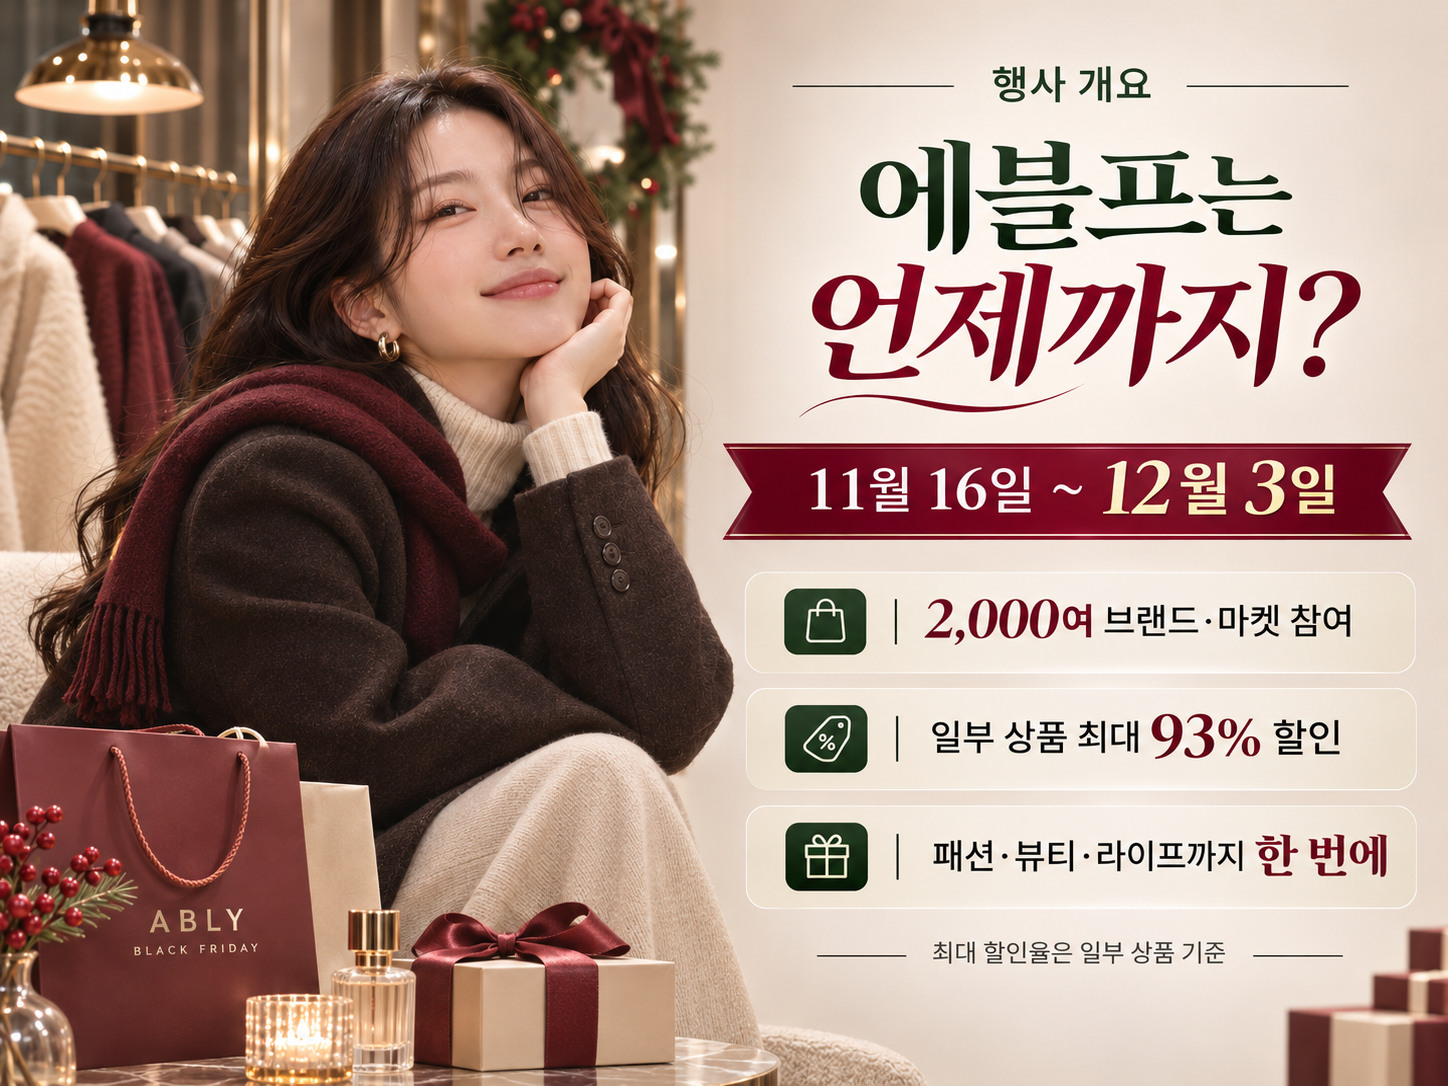 행사 개요
에블프는
언제까지?
11월 16일 ~ 12월 3일
2,000여 브랜드·마켓 참여
일부 상품 최대 93% 할인
패션·뷰티·라이프까지 한 번에
최대 할인율은 일부 상품 기준
ABLY
BLACK FRIDAY